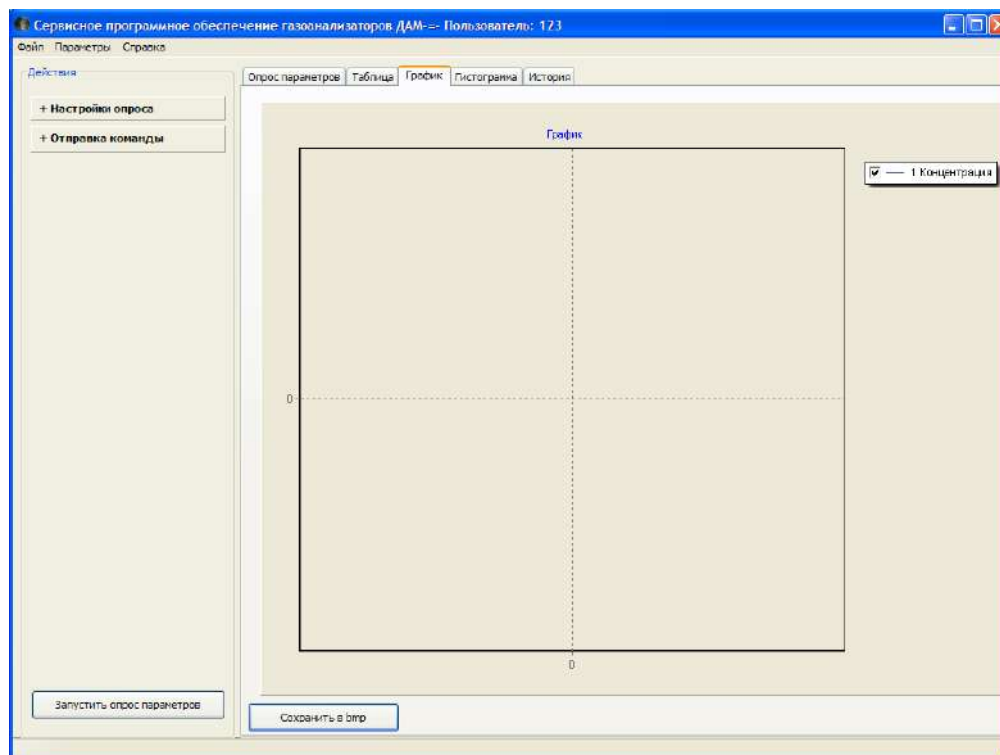 Сервисное программное обеспечение газоанализаторов ДАМ-=- Пользователь: 123
Файл Параметры Справка
Действия
+ Настройки опроса
+ Отправка команды
Запустить опрос параметров
Опрос параметров Таблица График Гистограмма История
График
1 Концентрация
0
0
Сохранить в bmp